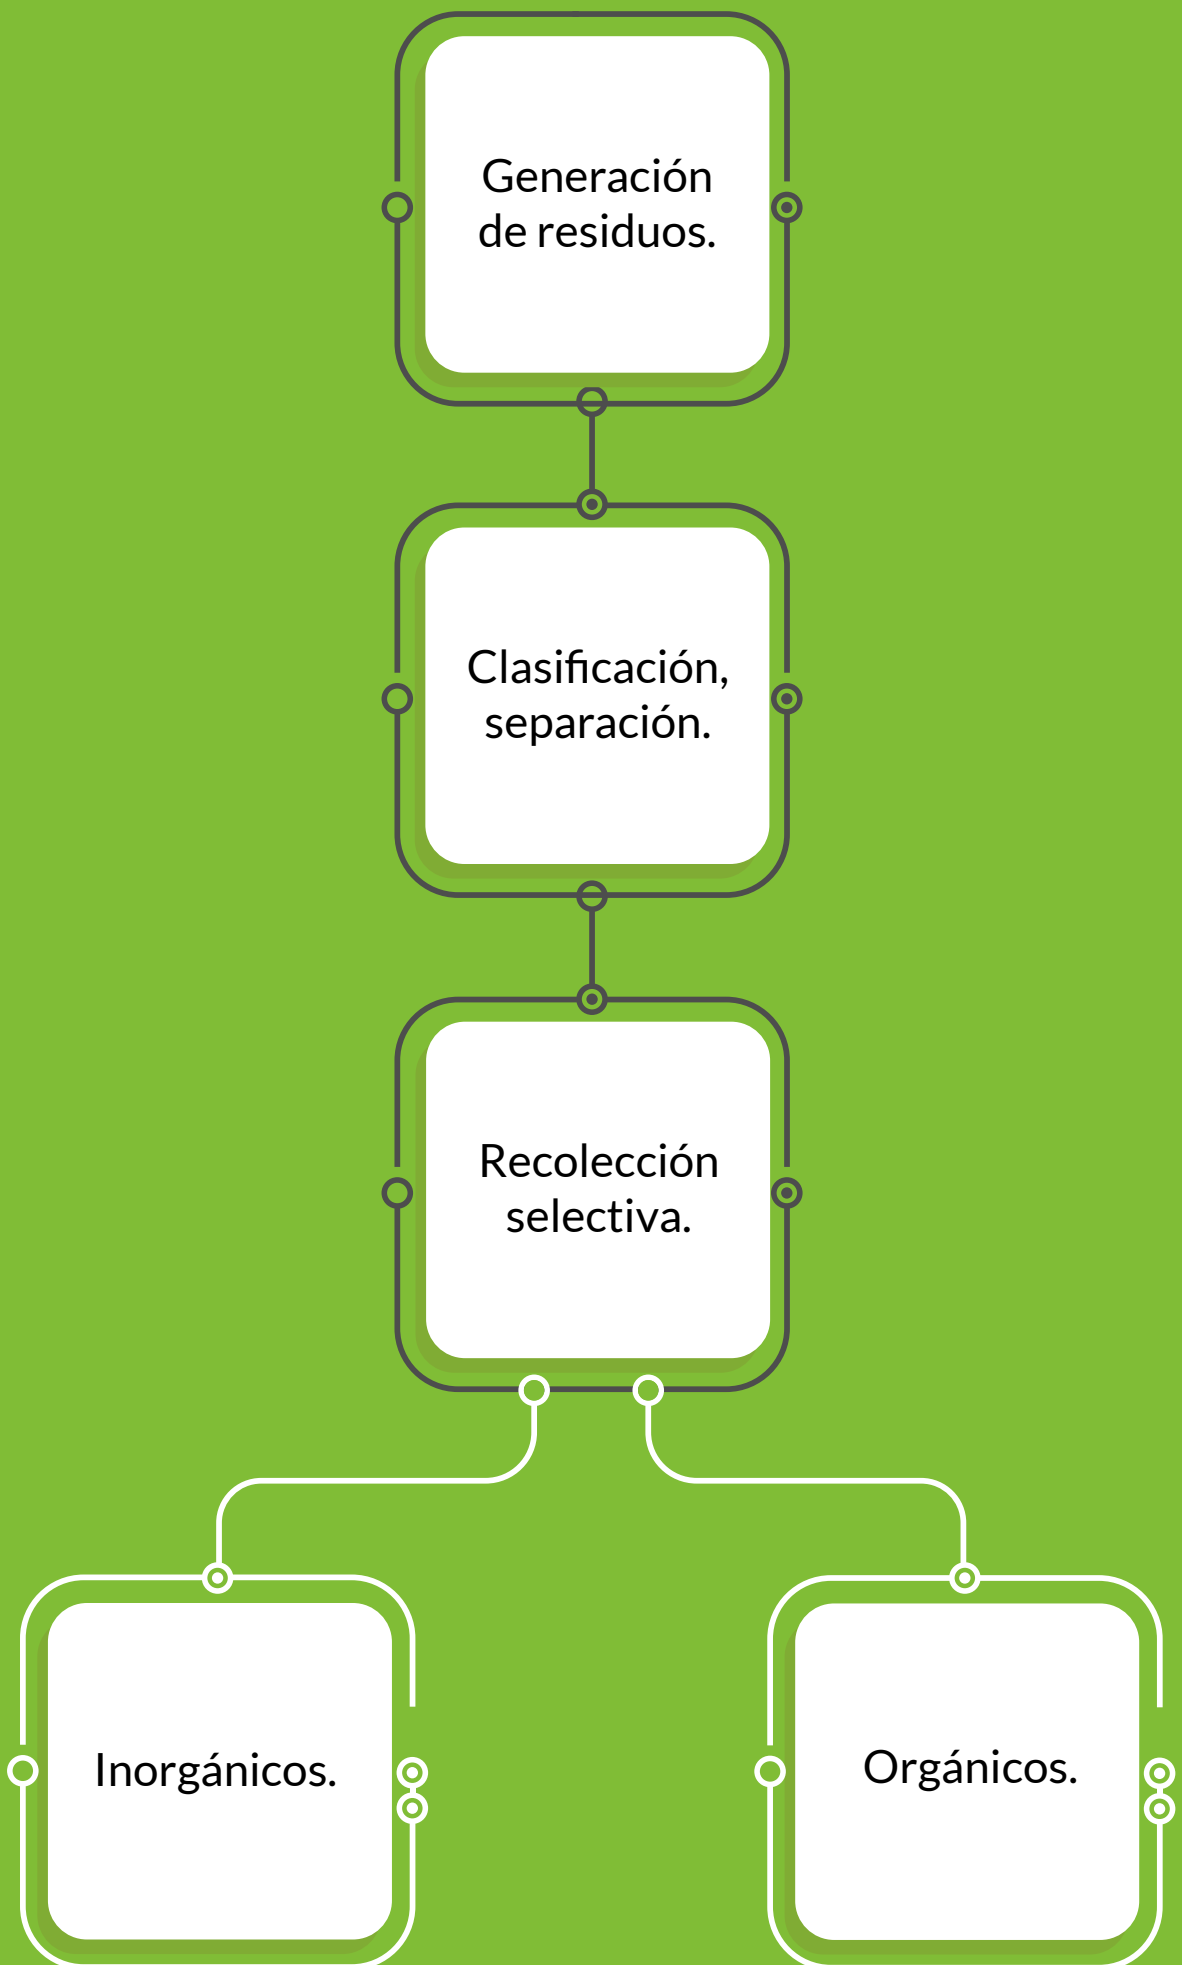 Generación
de residuos.
Clasificación,
separación.
Recolección
selectiva.
Inorgánicos.
Orgánicos.